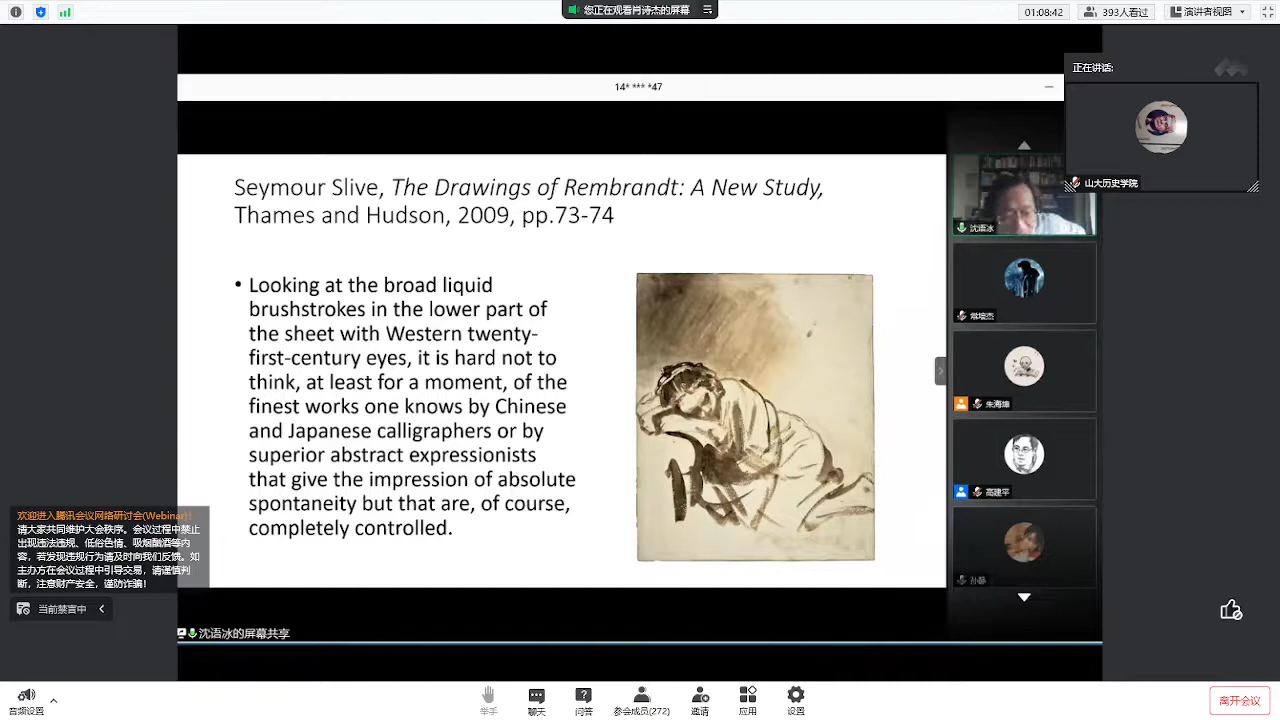 您正在观看肖诗杰的屏幕
01:08:42
393人看过
演讲者视图
正在讲话:
山大历史学院
14* *** *47
Seymour Slive, The Drawings of Rembrandt: A New Study,
Thames and Hudson, 2009, pp.73-74
• Looking at the broad liquid
brushstrokes in the lower part of
the sheet with Western twenty-
first-century eyes, it is hard not to
think, at least for a moment, of the
finest works one knows by Chinese
and Japanese calligraphers or by
superior abstract expressionists
that give the impression of absolute
spontaneity but that are, of course,
completely controlled.
沈语冰
常培杰
朱海峰
高建平
孙静
欢迎进入腾讯会议网络研讨会(Webinar)！
请大家共同维护大会秩序。会议过程中禁止
出现违法违规、低俗色情、吸烟酗酒等内
容，若发现违规行为请及时向我们反馈。如
主办方在会议过程中引导交易，请谨慎判
断，注意财产安全，谨防诈骗!
当前禁言中
沈语冰的屏幕共享
音频设置
举手
聊天
问答
参会成员(272)
邀请
应用
设置
离开会议